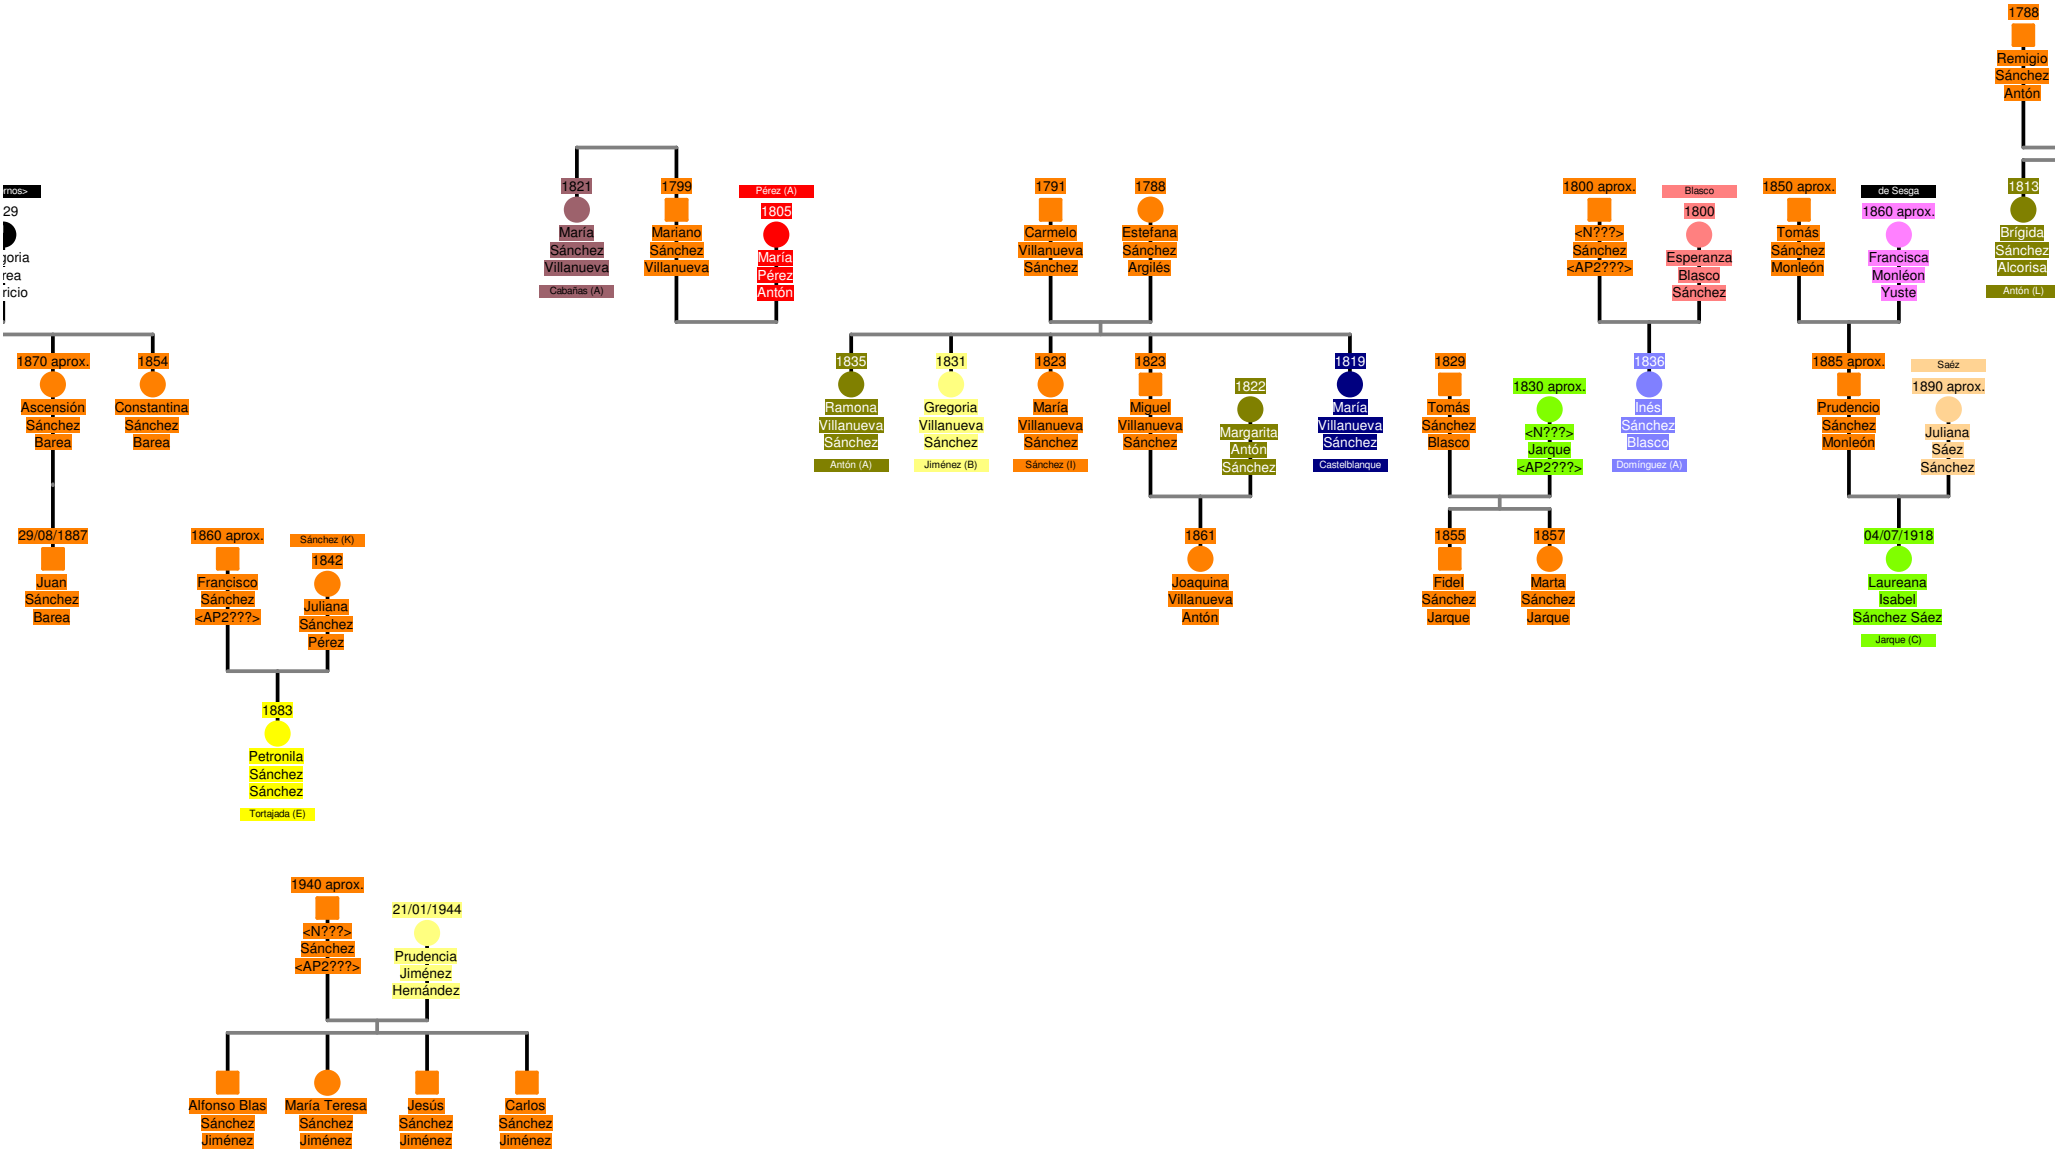 1788
Remigio
Sánchez
Antón
1821
María
Sánchez
Villanueva
Cabañas (A)
1799
Mariano
Sánchez
Villanueva
Pérez (A)
1805
María
Pérez
Antón
1791
Carmelo
Villanueva
Sánchez
1788
Estefana
Sánchez
Argilés
1800 aprox.
<N???>
Sánchez
<AP2???>
Blasco
1800
Esperanza
Blasco
Sánchez
1850 aprox.
Tomás
Sánchez
Monleón
de Sesga
1860 aprox.
Francisca
Monléon
Yuste
1813
Brígida
Sánchez
Alcorisa
Antón (L)
rnos>
29
goria
rea
ricio
1870 aprox.
Ascensión
Sánchez
Barea
1854
Constantina
Sánchez
Barea
1835
Ramona
Villanueva
Sánchez
Antón (A)
1831
Gregoria
Villanueva
Sánchez
Jiménez (B)
1823
María
Villanueva
Sánchez
Sánchez (I)
1823
Miguel
Villanueva
Sánchez
1822
Margarita
Antón
Sánchez
1819
María
Villanueva
Sánchez
Castelblanque
1829
Tomás
Sánchez
Blasco
1830 aprox.
<N???>
Jarque
<AP2???>
1836
Inés
Sánchez
Blasco
Domínguez (A)
1885 aprox.
Prudencio
Sánchez
Monleón
Saéz
1890 aprox.
Juliana
Sáez
Sánchez
29/08/1887
Juan
Sánchez
Barea
1860 aprox.
Francisco
Sánchez
<AP2???>
Sánchez (K)
1842
Juliana
Sánchez
Pérez
1861
Joaquina
Villanueva
Antón
1855
Fidel
Sánchez
Jarque
1857
Marta
Sánchez
Jarque
04/07/1918
Laureana
Isabel
Sánchez Sáez
Jarque (C)
1883
Petronila
Sánchez
Sánchez
Tortajada (E)
1940 aprox.
<N???>
Sánchez
<AP2???>
21/01/1944
Prudencia
Jiménez
Hernández
Alfonso Blas
Sánchez
Jiménez
María Teresa
Sánchez
Jiménez
Jesús
Sánchez
Jiménez
Carlos
Sánchez
Jiménez